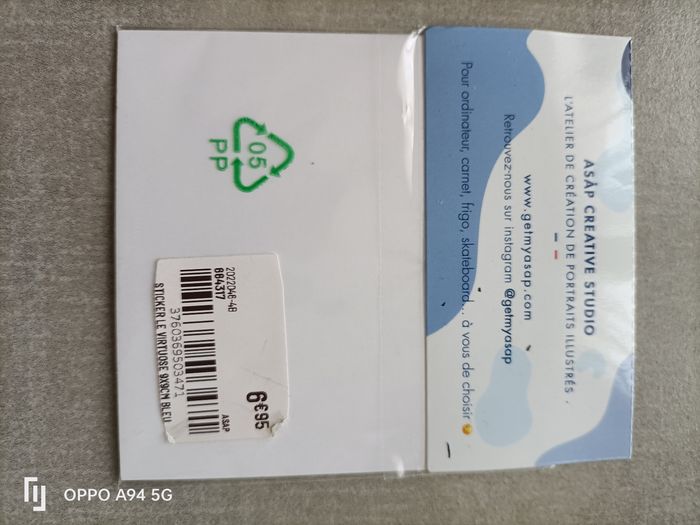 ASÂP CREATIVE STUDIO
L'ATELIER DE CRÉATION DE PORTRAITS ILLUSTRÉS .
www.getmyasap.com
Retrouvez-nous sur instagram @getmyasap
Pour ordinateur, carnet, frigo, skateboard... à vous de choisir
05
PP
6€95
ASAP
2022046-4B
664317
3760369503471
STICKER LE VIRTUOSE 9X9CM BLEU
OPPO A94 5G